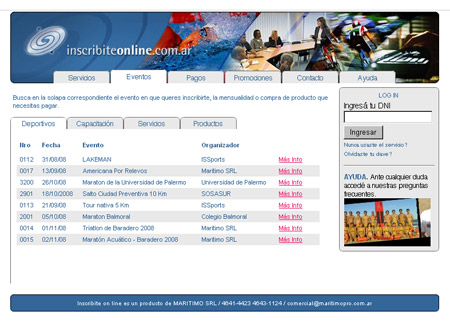 inscribiteonline.com.ar
Servicios Eventos Pagos Promociones Contacto Ayuda
Busca en la solapa correspondiente el evento en que queres inscribirte, la mensualidad o compra de producto que
necesitas pagar.
Deportivos Capacitación Servicios Productos
Nro Fecha Evento Organizador
0112 31/08/08 LAKEMAN ISSports Más Info
0017 13/09/08 Americana Por Relevos Maritimo SRL Más Info
3200 26/10/08 Maraton de la Universidad de Palermo Universidad de Palermo Más Info
2901 18/10/2008 Salto Ciudad Preventiva 10 Km SOSASUR Más Info
0113 21/09/08 Tour nativa 5 Km ISSports Más Info
2001 05/10/08 Maraton Balmoral Colegio Balmoral Más Info
0014 01/11/08 Triatlon de Baradero 2008 Maritimo SRL Más Info
0015 02/11/08 Maratón Acuático - Baradero 2008 Maritimo SRL Más Info
LOG IN
Ingresá tu DNI
Ingresar
Nunca usaste el servicio?
Olvidaste tu clave?
AYUDA. Ante cualquier duda
accedé a nuestras preguntas
frecuentes.
Inscribite on line es un producto de MARITIMO SRL / 4641-4423 4643-1124 / comercial@maritimopro.com.ar